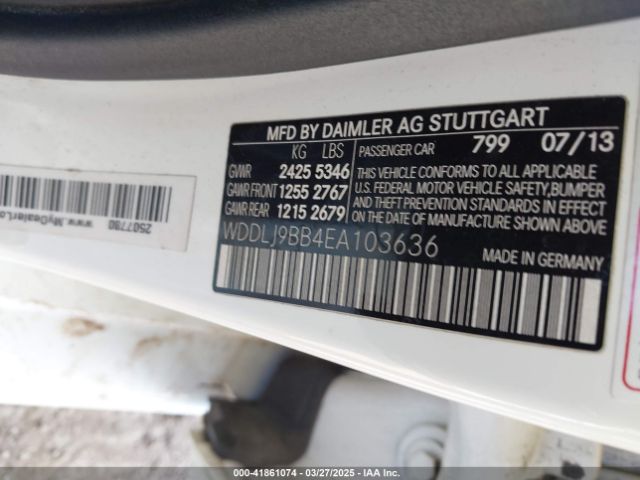 MFD BY DAIMLER AG STUTTGART
KG LBS PASSENGER CAR 799 07/13
GVWR 2425 5346
GAWR FRONT 1255 2767
GAWR REAR 1215 2679
THIS VEHICLE CONFORMS TO ALL APPLICABLE
U.S. FEDERAL MOTOR VEHICLE SAFETY, BUMPER
AND THEFT PREVENTION STANDARDS IN EFFECT
ON THE DATE OF MANUFACTURE SHOWN ABOVE
WDDLJ9BB4EA103636
MADE IN GERMANY
2507780
000-41861074 | 03/27/2025 - IAA Inc.